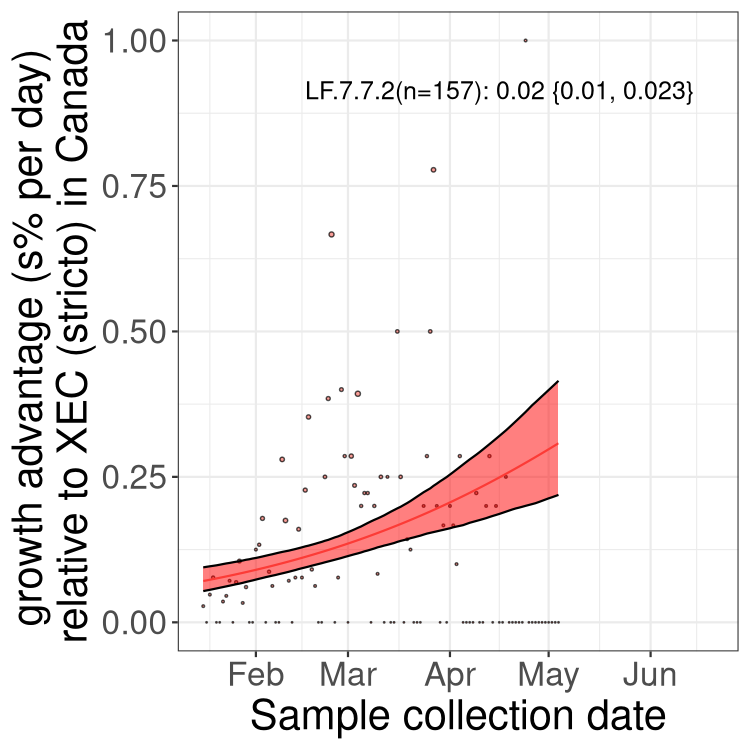 growth advantage (s% per day)
relative to XEC (stricto) in Canada
1.00
0.75
0.50
0.25
0.00
LF.7.7.2(n=157): 0.02 {0.01, 0.023}
Feb Mar Apr May Jun
Sample collection date